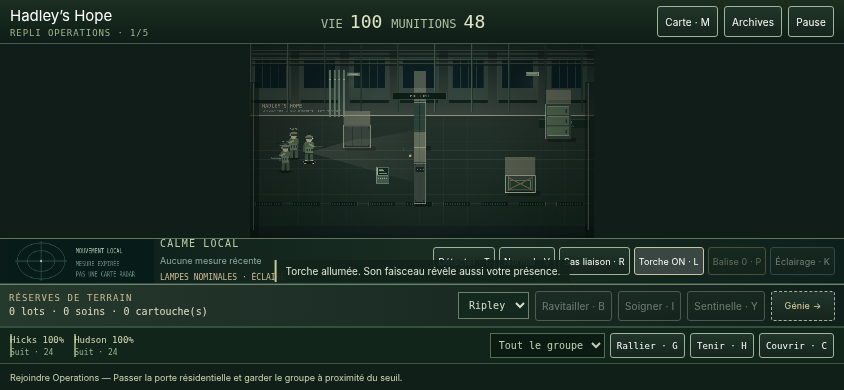 Hadley's Hope
REPLI OPERATIONS · 1/5
VIE 100 MUNITIONS 48
Carte · M
Archives
Pause
HADLEY'S HOPE
MOUVEMENT LOCAL
MESURE EXPIRÉE
PAS UNE CARTE RADAR
CALME LOCAL
Aucune mesure récente
LAMPES NOMINALES · ÉCLAI
Torche allumée. Son faisceau révèle aussi votre présence.
liaison · R
Torche ON · L
Balise 0 · P
Éclairage · K
RÉSERVES DE TERRAIN
0 lots · 0 soins · 0 cartouche(s)
Ripley
Ravitailler · B
Soigner · I
Sentinelle · Y
Génie →
Hicks 100%
Suit · 24
Hudson 100%
Suit · 24
Tout le groupe
Rallier · G
Tenir · H
Couvrir · C
Rejoindre Operations — Passer la porte résidentielle et garder le groupe à proximité du seuil.